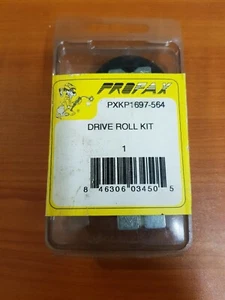 PROPAX
PXKP1697-564
DRIVE ROLL KIT
1
8 46306 03450 5